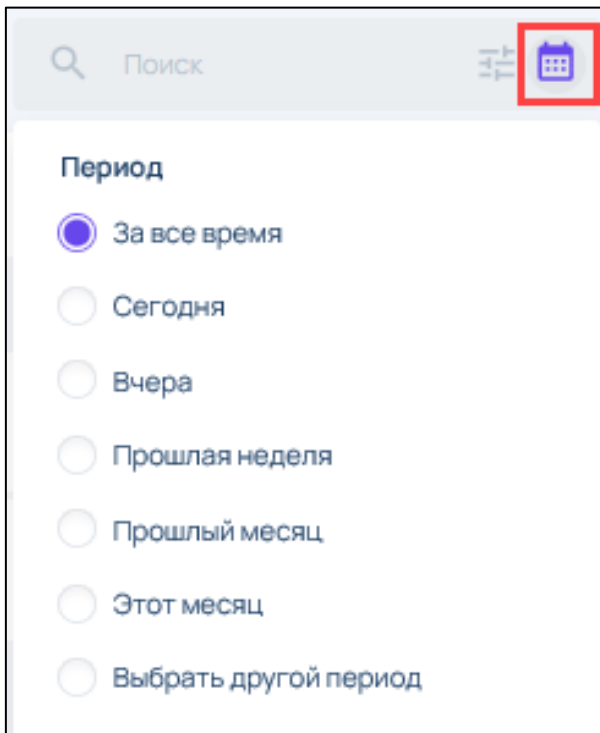 Поиск
Период
За все время
Сегодня
Вчера
Прошлая неделя
Прошлый месяц
Этот месяц
Выбрать другой период